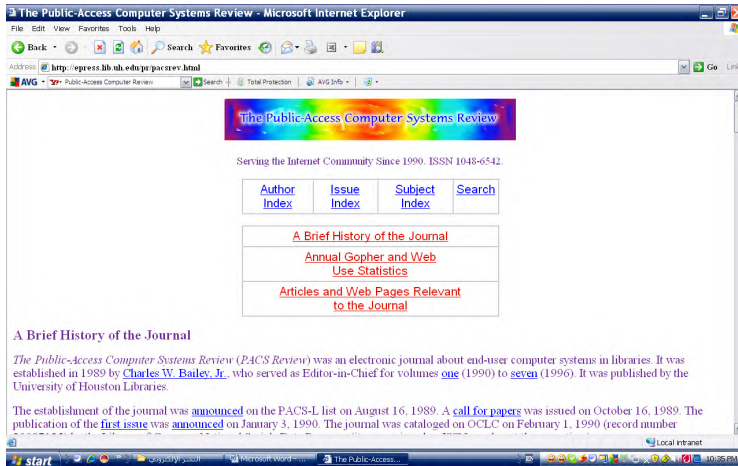 The Public-Access Computer Systems Review - Microsoft Internet Explorer
File Edit View Favorites Tools Help
Back Search Favorites
Address http://epress.lib.uh.edu/pr/pacsrev.html Go Link
AVG Public-Access Computer Review Search Total Protection AVG Info
The Public-Access Computer Systems Review
Serving the Internet Community Since 1990. ISSN 1048-6542.
Author Issue Subject Search
Index Index Index
A Brief History of the Journal
Annual Gopher and Web
Use Statistics
Articles and Web Pages Relevant
to the Journal
A Brief History of the Journal
The Public-Access Computer Systems Review (PACS Review) was an electronic journal about end-user computer systems in libraries. It was
established in 1989 by Charles W. Bailey, Jr., who served as Editor-in-Chief for volumes one (1990) to seven (1996). It was published by the
University of Houston Libraries.
The establishment of the journal was announced on the PACS-L list on August 16, 1989. A call for papers was issued on October 16, 1989. The
publication of the first issue was announced on January 3, 1990. The journal was cataloged on OCLC on February 1, 1990 (record number
Local intranet
start النشر الإلكتروني Microsoft Word - ... The Public-Access... 10:35 PM